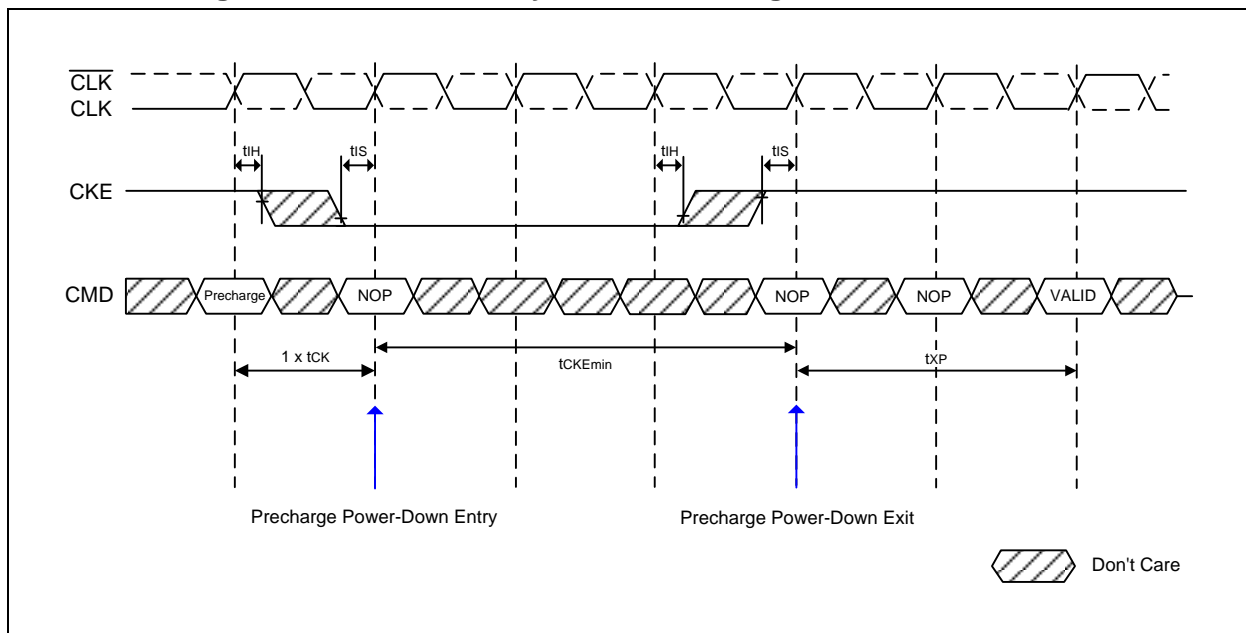 CLK
CLK
tIH
tIS
tIH
tIS
CKE
CMD
Precharge
NOP
NOP
NOP
VALID
1 x tCK
tCKEmin
tXP
Precharge Power-Down Entry
Precharge Power-Down Exit
Don't Care